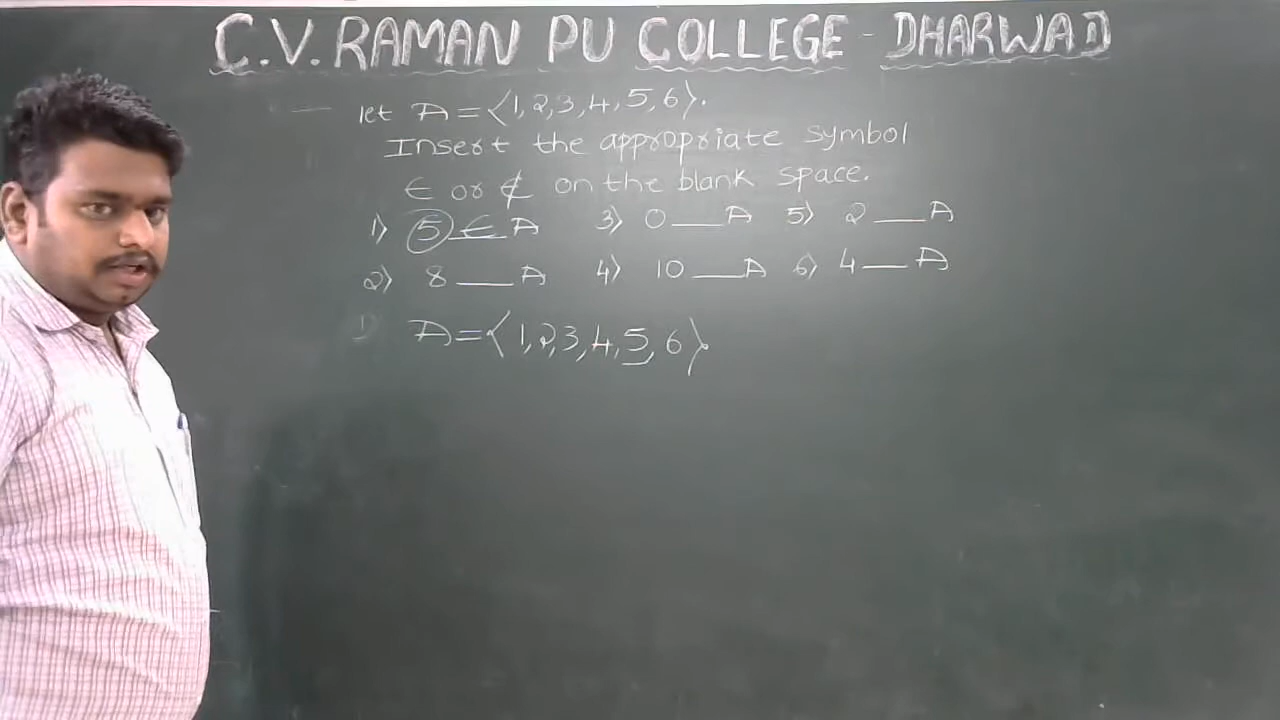 C.V. RAMAN PU COLLEGE - DHARWAD
let A = {1, 2, 3, 4, 5, 6}.
Insert the appropriate symbol
∈ or ∉ on the blank space.
1) 5 ∈ A 3) 0 ___ A 5) 2 ___ A
2) 8 ___ A 4) 10 ___ A 6) 4 ___ A
1) A = {1, 2, 3, 4, 5, 6}